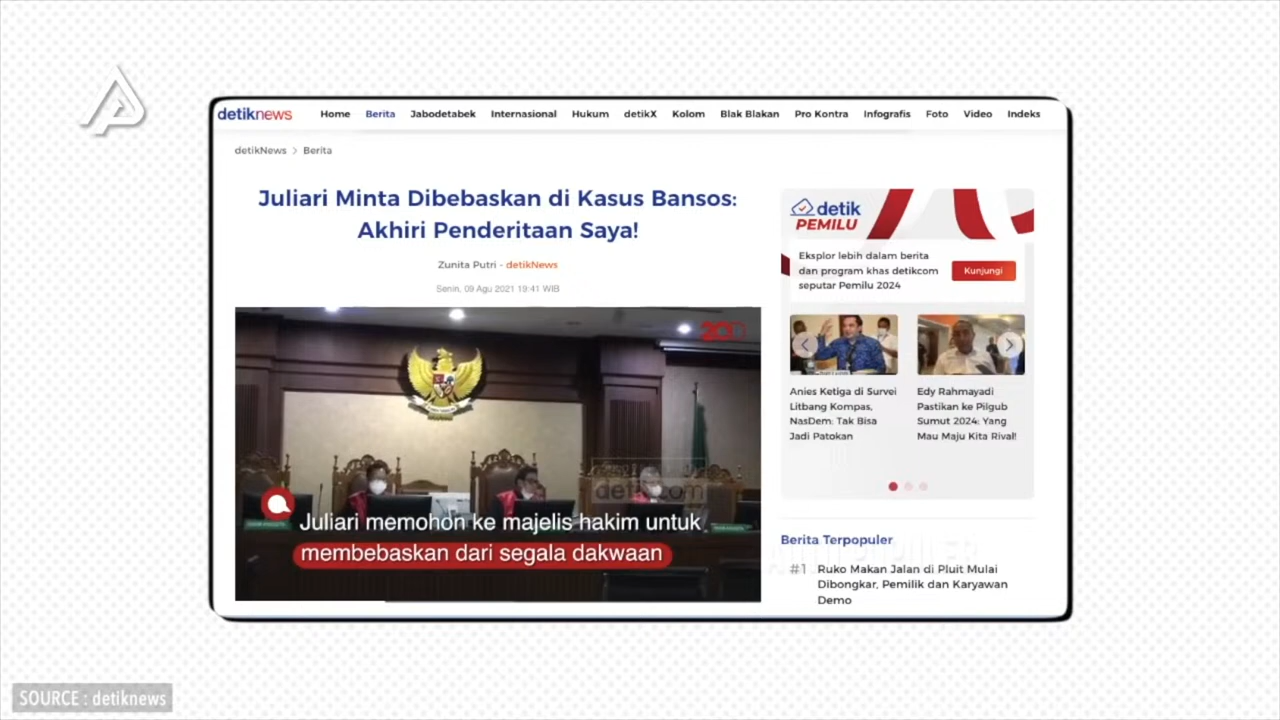 detiknews
Home Berita Jabodetabek Internasional Hukum detikX Kolom Blak Blakan Pro Kontra Infografis Foto Video Indeks
detikNews > Berita
Juliari Minta Dibebaskan di Kasus Bansos:
Akhiri Penderitaan Saya!
Zunita Putri - detikNews
Senin, 09 Agu 2021 19:41 WIB
20D
detikcom
Juliari memohon ke majelis hakim untuk
membebaskan dari segala dakwaan
detik
PEMILU
Eksplor lebih dalam berita
dan program khas detikcom
seputar Pemilu 2024
Kunjungi
Anies Ketiga di Survei
Litbang Kompas,
NasDem: Tak Bisa
Jadi Patokan
Edy Rahmayadi
Pastikan ke Pilgub
Sumut 2024: Yang
Mau Maju Kita Rival!
Berita Terpopuler
#1 Ruko Makan Jalan di Pluit Mulai
Dibongkar, Pemilik dan Karyawan
Demo
SOURCE : detiknews